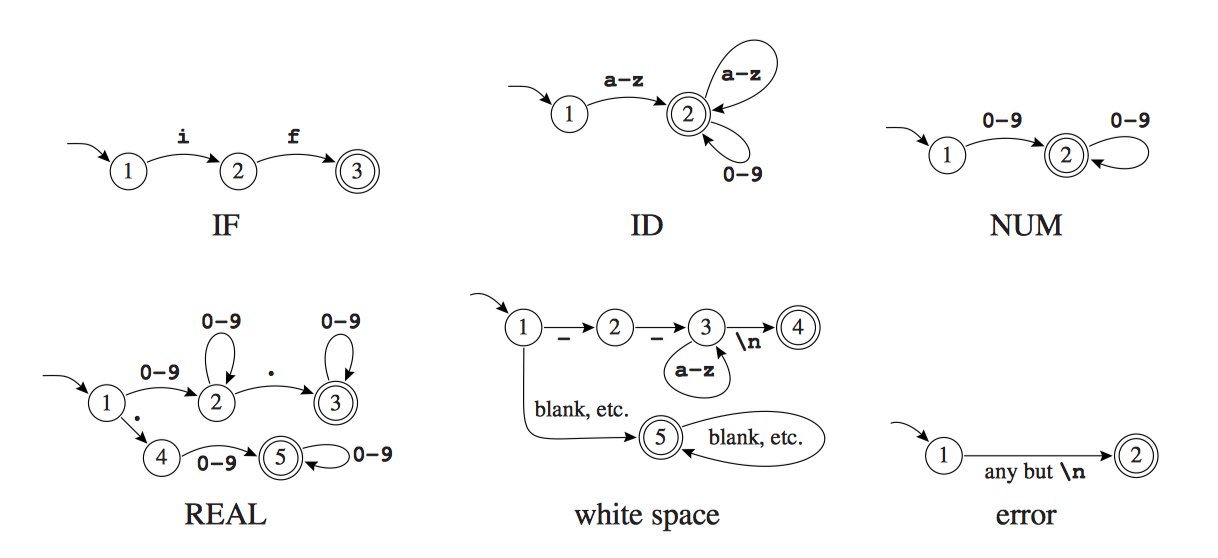 i f
1 2 3
IF
a–z a–z
1 2
0–9
ID
0–9 0–9
1 2
NUM
0–9 0–9
0–9 .
1 2 3
.
4 0–9 5 0–9
REAL
1 – 2 – 3 \n 4
a–z
blank, etc.
5 blank, etc.
white space
1 2
any but \n
error